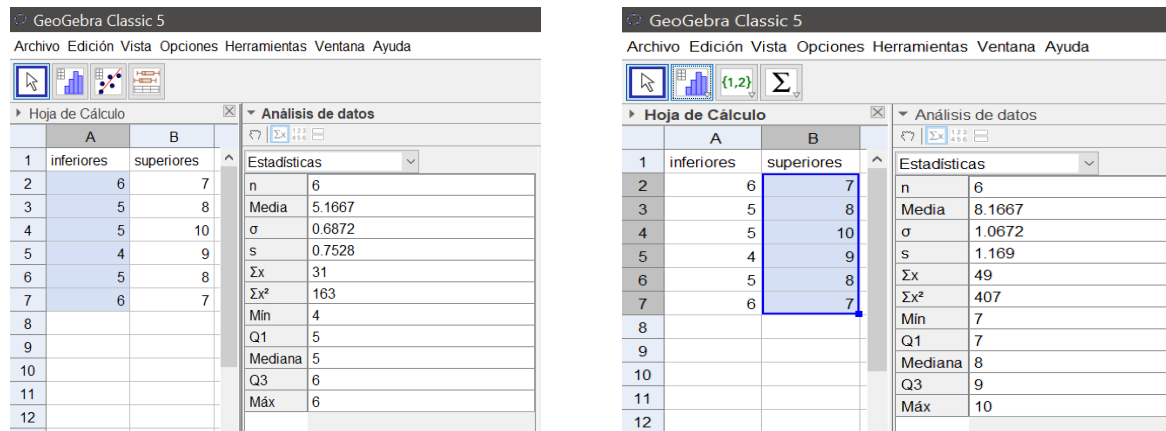 GeoGebra Classic 5
Archivo Edición Vista Opciones Herramientas Ventana Ayuda
Hoja de Cálculo
A B
1 inferiores superiores
2 6 7
3 5 8
4 5 10
5 4 9
6 5 8
7 6 7
8
9
10
11
12
Análisis de datos
Σx 123 456
Estadísticas
n 6
Media 5.1667
σ 0.6872
s 0.7528
Σx 31
Σx² 163
Mín 4
Q1 5
Mediana 5
Q3 6
Máx 6
GeoGebra Classic 5
Archivo Edición Vista Opciones Herramientas Ventana Ayuda
{1,2} Σ
Hoja de Cálculo
A B
1 inferiores superiores
2 6 7
3 5 8
4 5 10
5 4 9
6 5 8
7 6 7
8
9
10
11
12
Análisis de datos
Σx 123 456
Estadísticas
n 6
Media 8.1667
σ 1.0672
s 1.169
Σx 49
Σx² 407
Mín 7
Q1 7
Mediana 8
Q3 9
Máx 10